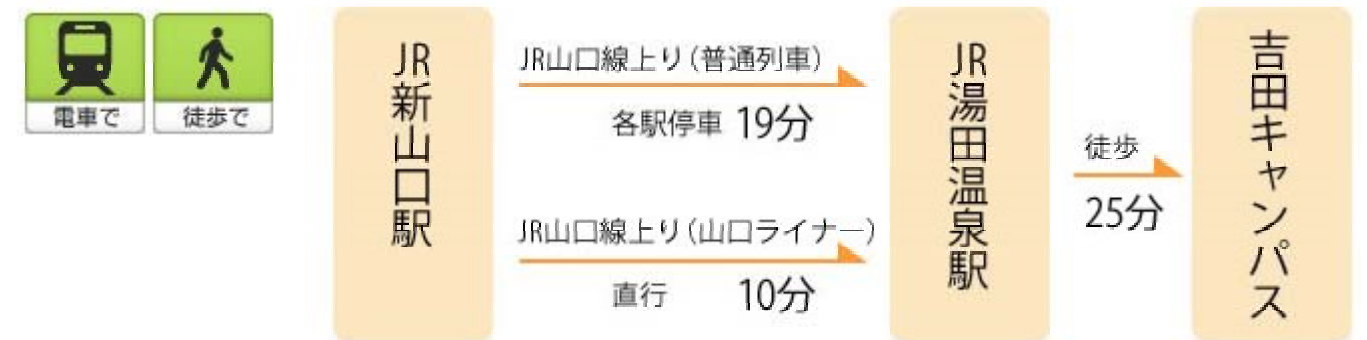 電車で
徒歩で
JR新山口駅
JR山口線上り(普通列車)
各駅停車 19分
JR山口線上り(山口ライナー)
直行 10分
JR湯田温泉駅
徒歩
25分
吉田キャンパス